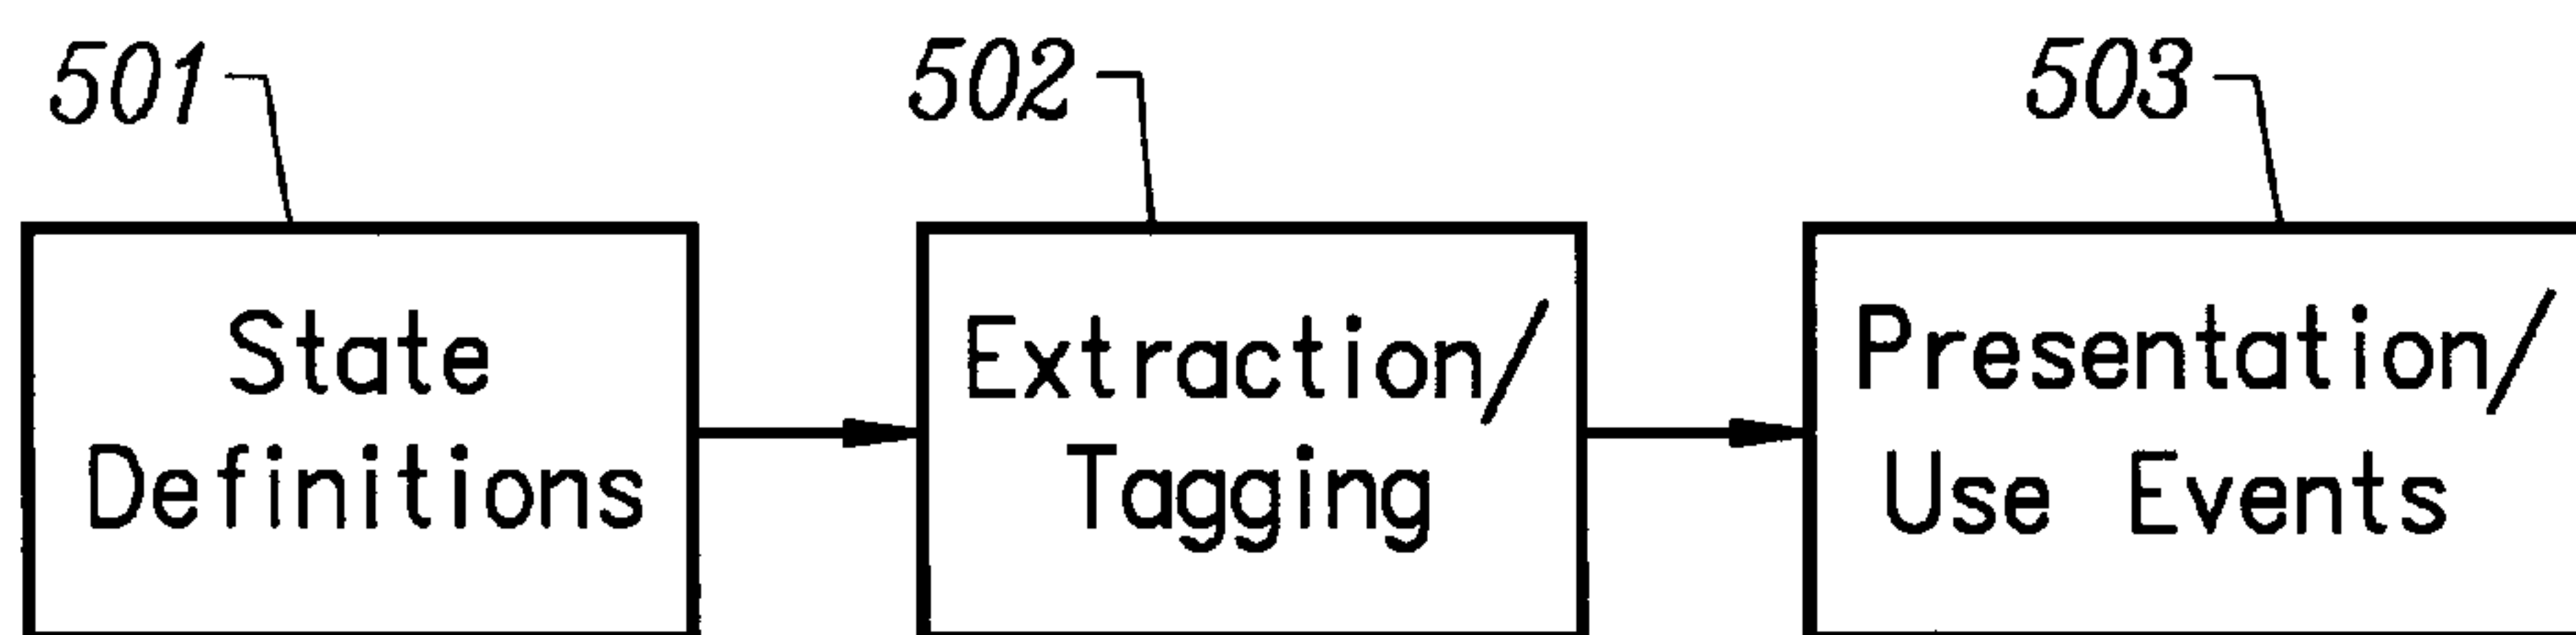 501
502
503
State
Definitions
Extraction/
Tagging
Presentation/
Use Events